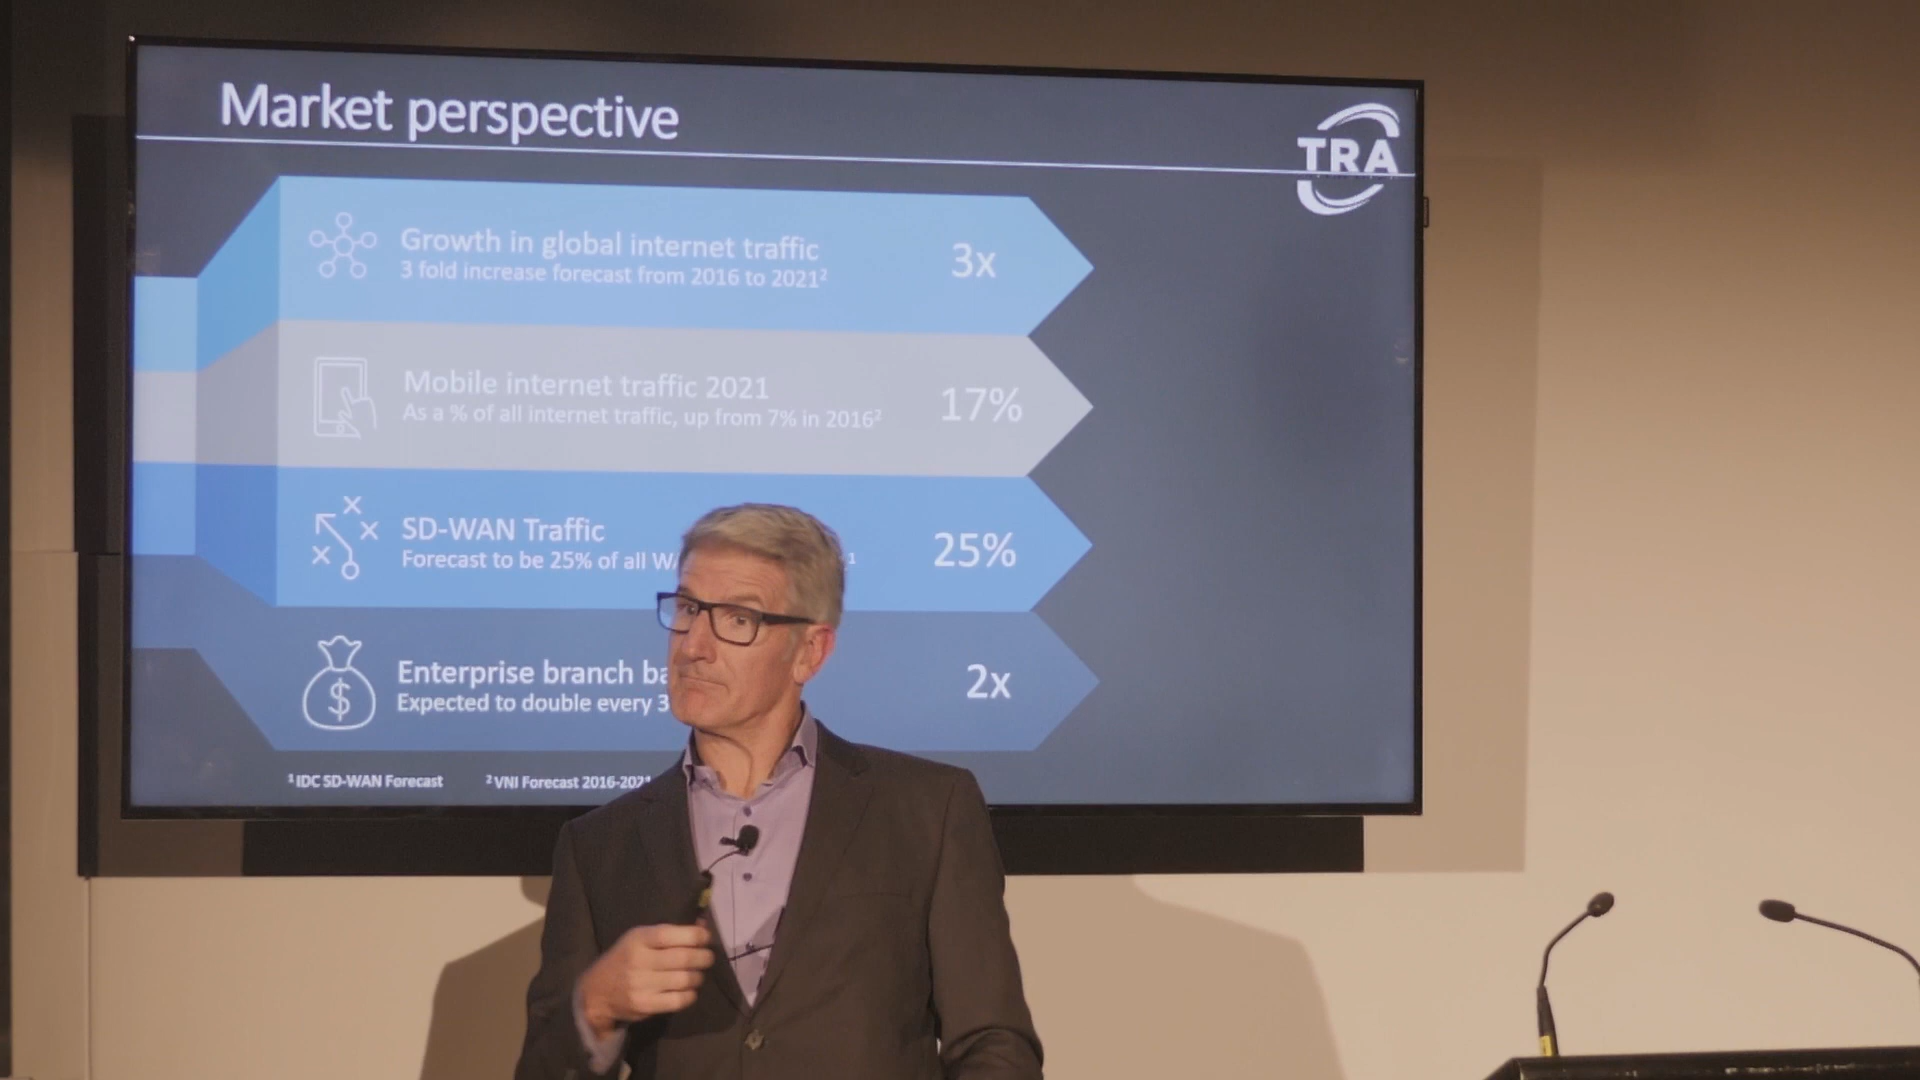 Market perspective
TRA
Growth in global internet traffic
3 fold increase forecast from 2016 to 2021²
3x
Mobile internet traffic 2021
As a % of all internet traffic, up from 7% in 2016²
17%
SD-WAN Traffic
Forecast to be 25% of all
¹
25%
Enterprise branch
Expected to double every 3
2x
¹ IDC SD-WAN Forecast
² VNI Forecast 2016-2021